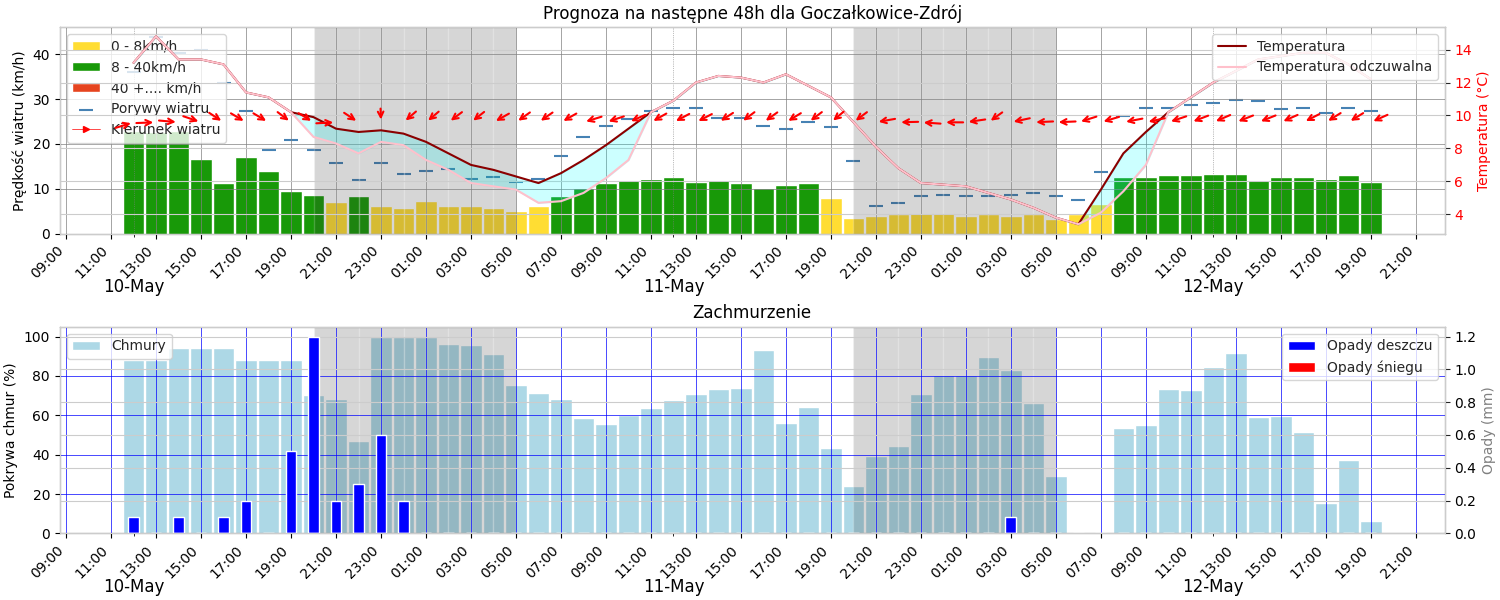 Prognoza na następne 48h dla Goczałkowice-Zdrój
Prędkość wiatru (km/h)
40
30
20
10
0
0 - 8km/h
8 - 40km/h
40 +.... km/h
Porywy wiatru
Kierunek wiatru
Temperatura
Temperatura odczuwalna
14
12
10
8
6
4
Temperatura (°C)
09:00 11:00 13:00 15:00 17:00 19:00 21:00 23:00 01:00 03:00 05:00 07:00 09:00 11:00 13:00 15:00 17:00 19:00 21:00 23:00 01:00 03:00 05:00 07:00 09:00 11:00 13:00 15:00 17:00 19:00 21:00
10-May 11-May 12-May
Zachmurzenie
Pokrywa chmur (%)
100
80
60
40
20
0
Chmury
Opady deszczu
Opady śniegu
1.2
1.0
0.8
0.6
0.4
0.2
0.0
Opady (mm)
09:00 11:00 13:00 15:00 17:00 19:00 21:00 23:00 01:00 03:00 05:00 07:00 09:00 11:00 13:00 15:00 17:00 19:00 21:00 23:00 01:00 03:00 05:00 07:00 09:00 11:00 13:00 15:00 17:00 19:00 21:00
10-May 11-May 12-May